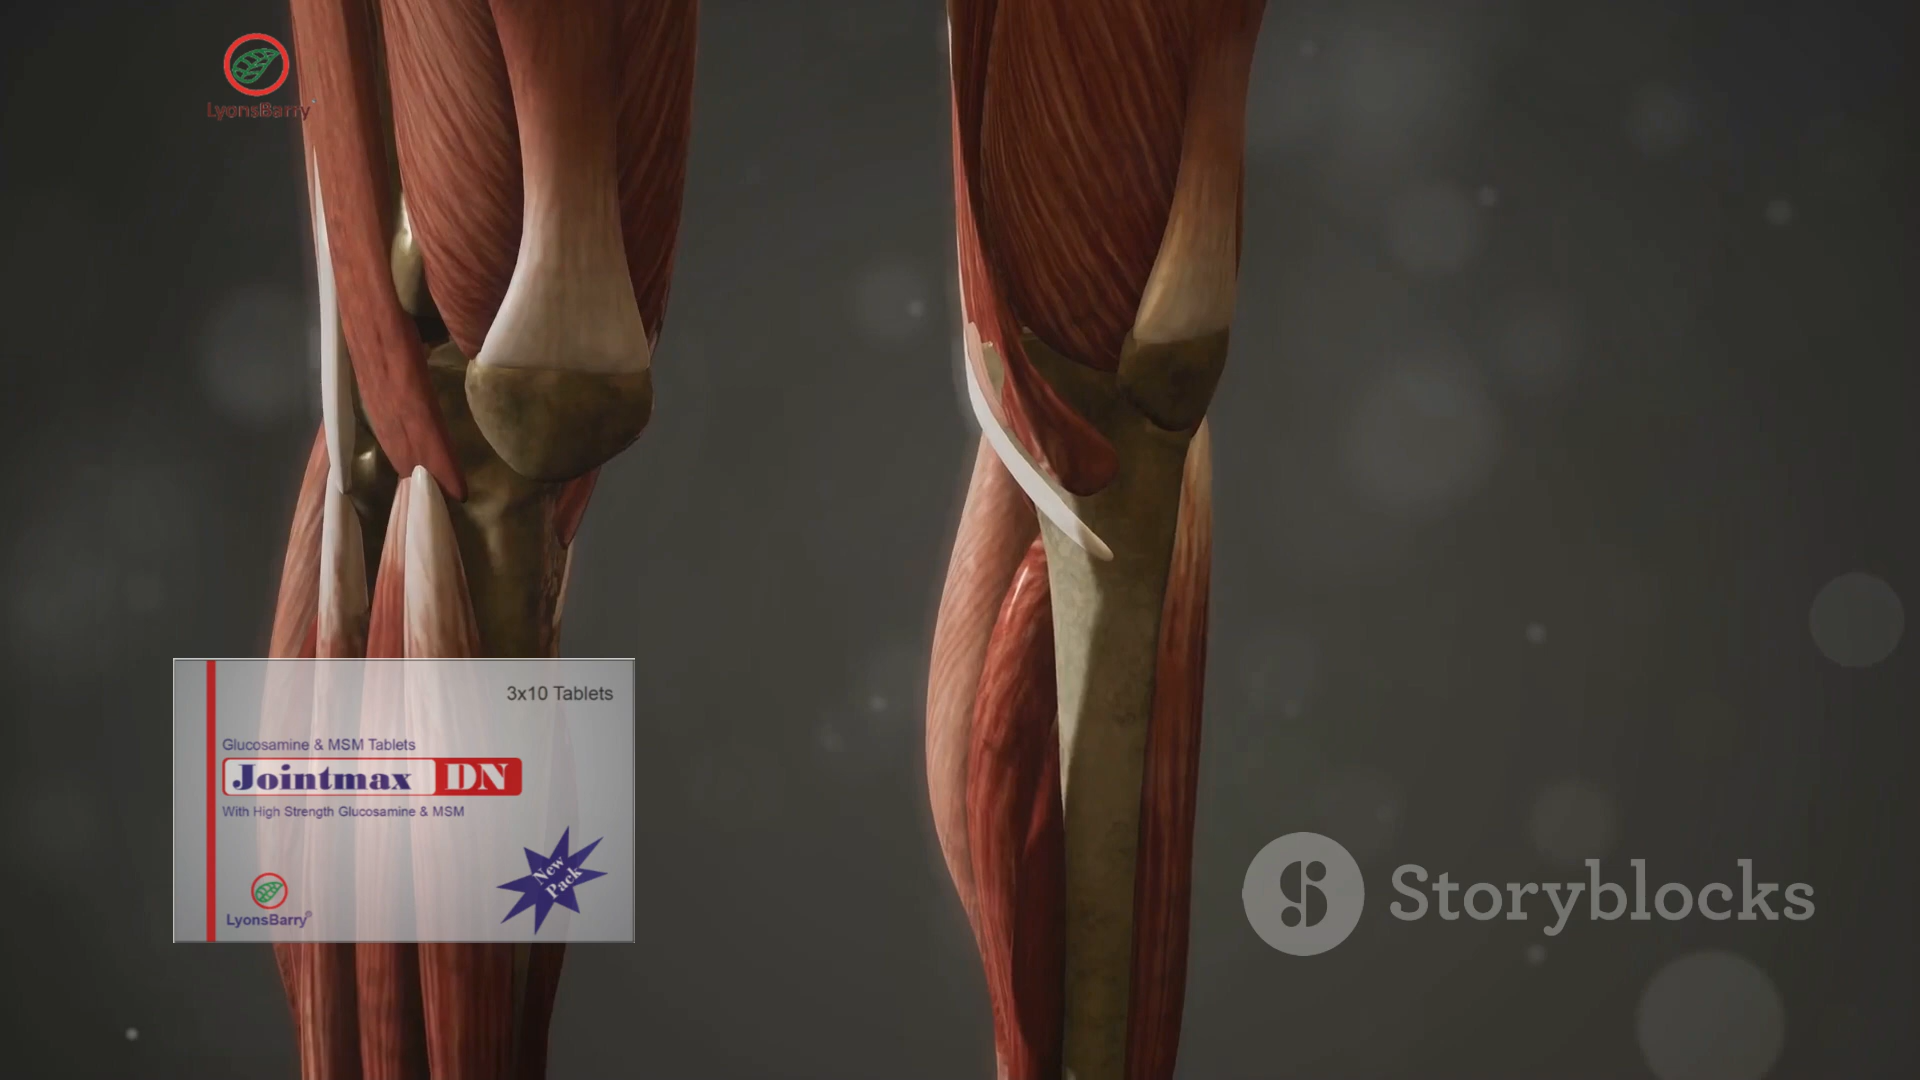 LyonsBarry
3x10 Tablets
Glucosamine & MSM Tablets
Jointmax DN
With High Strength Glucosamine & MSM
New
Pack
LyonsBarry®
Storyblocks